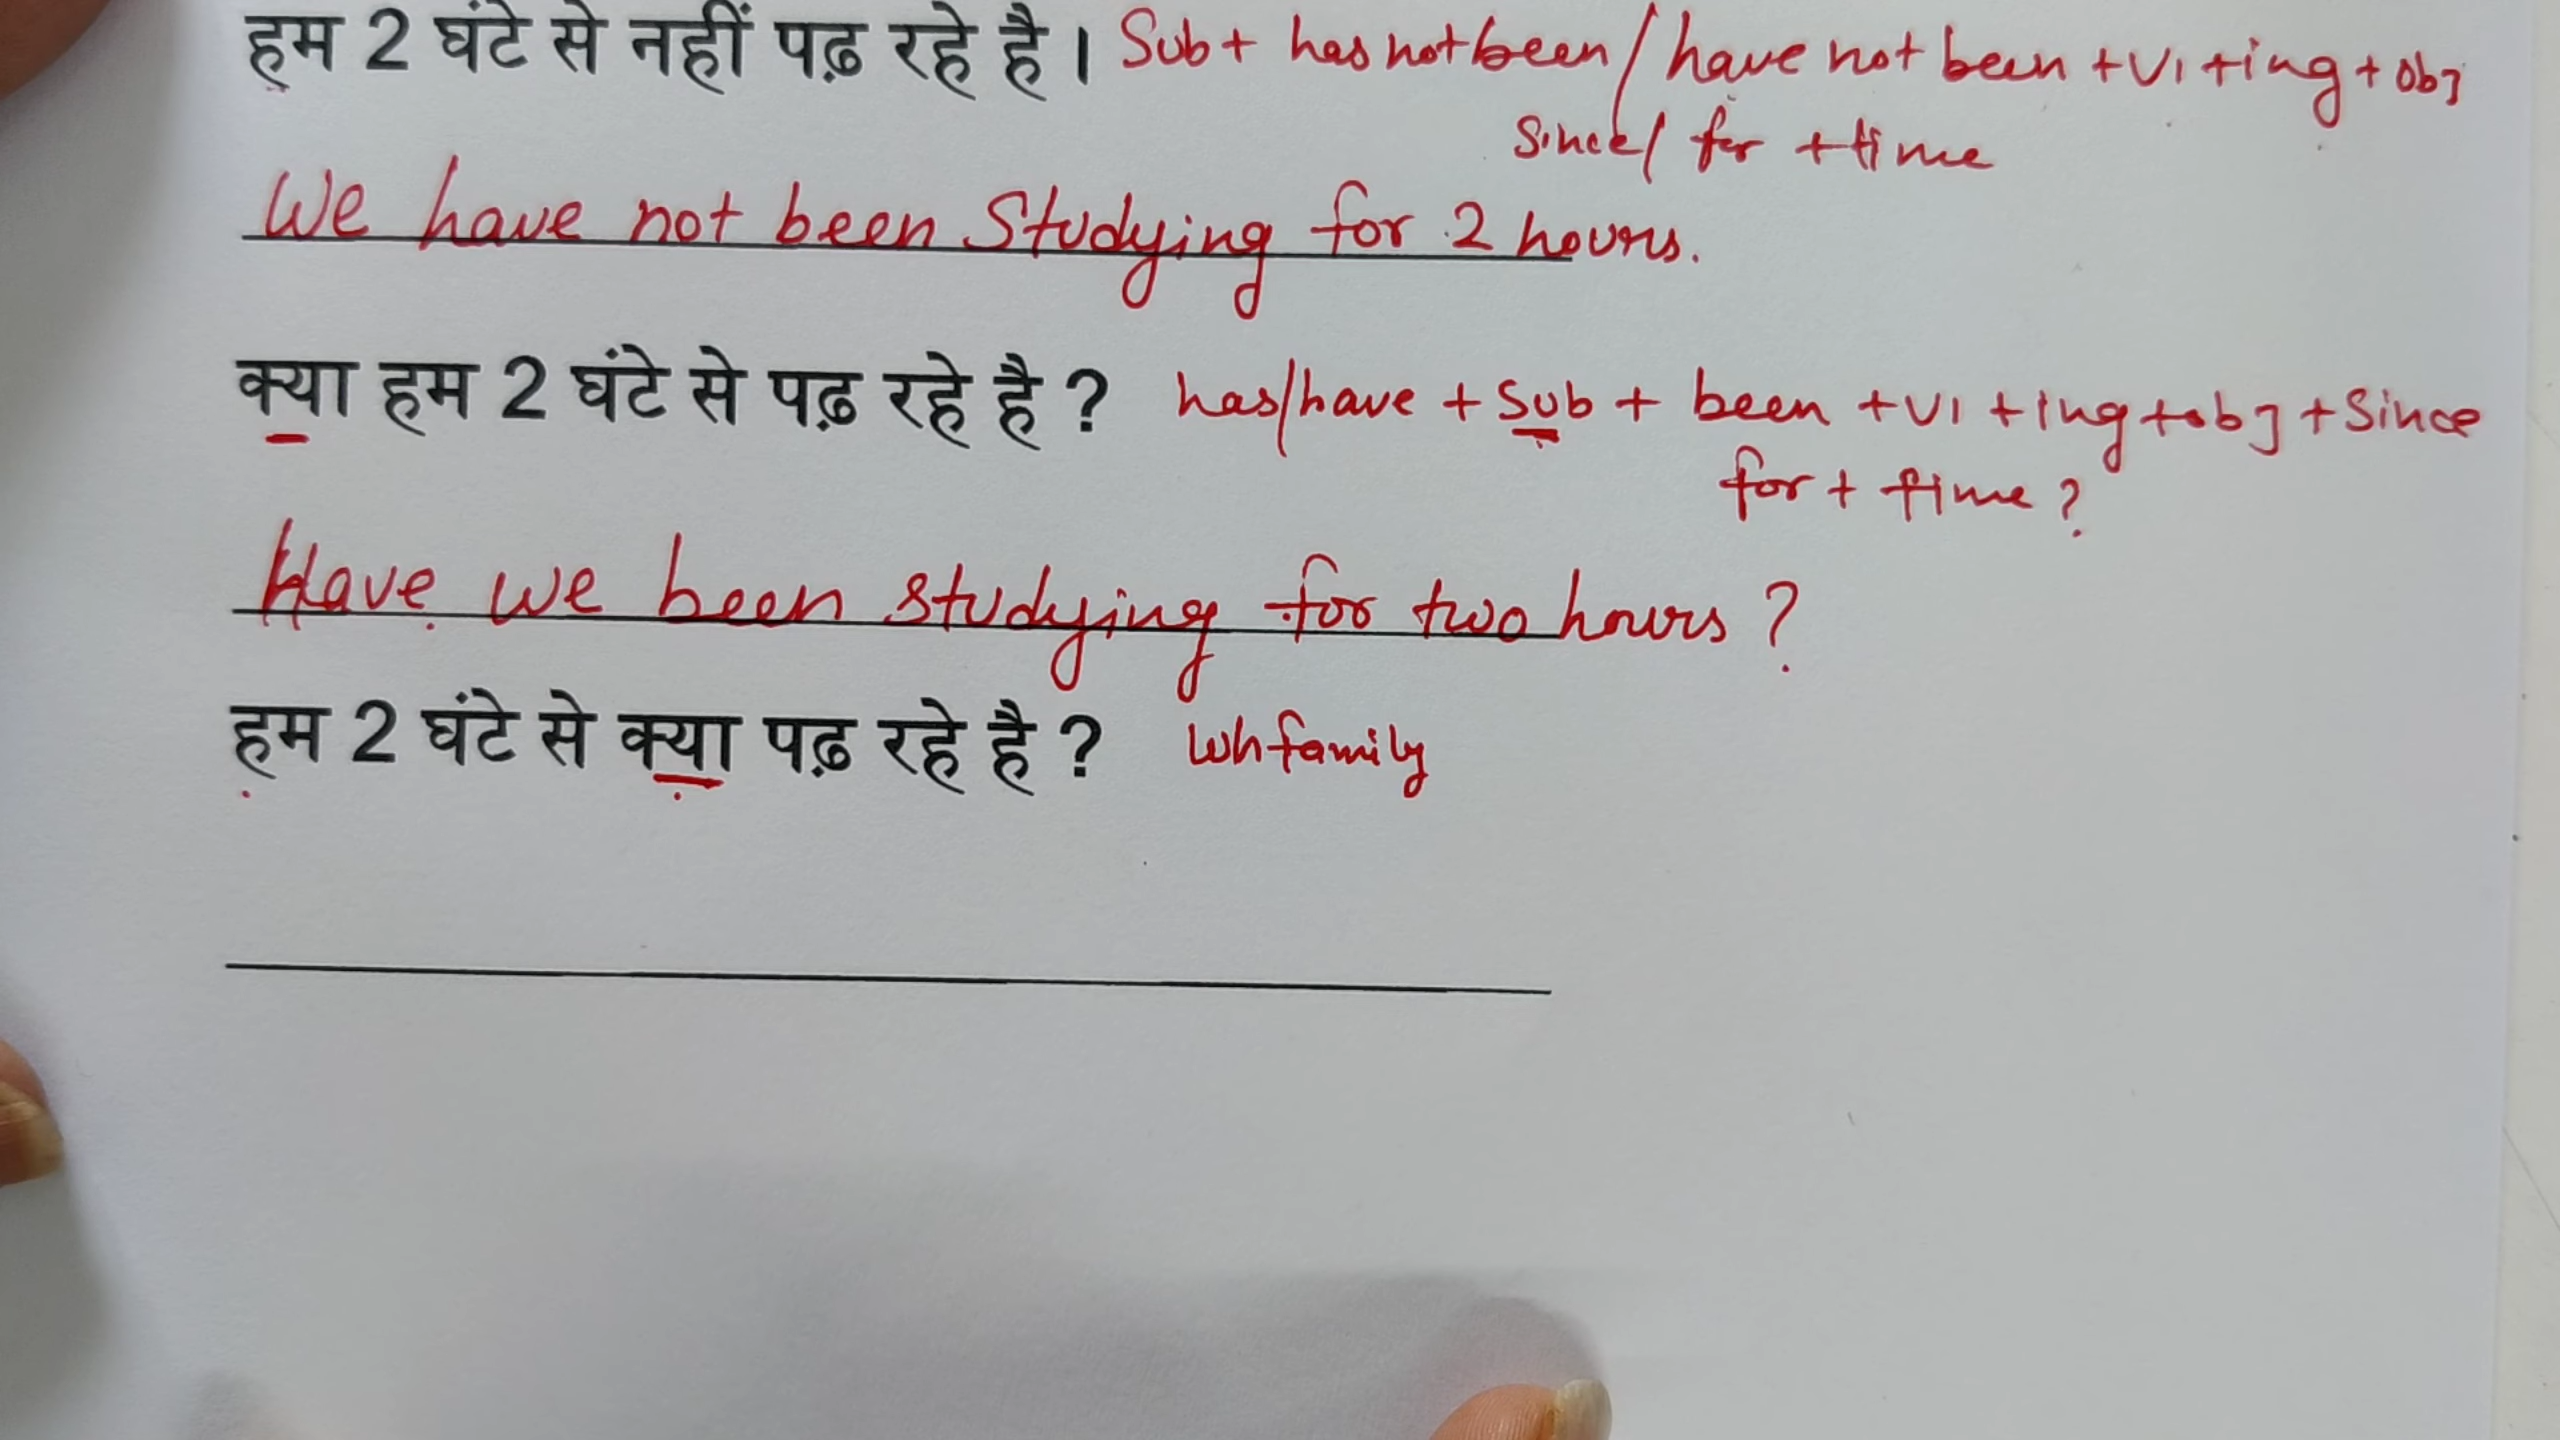 हम 2 घंटे से नहीं पढ़ रहे है । Sub + has not been / have not been + V1 + ing + obj
Since / for + time
We have not been Studying for 2 hours.
क्या हम 2 घंटे से पढ़ रहे है ? has/have + Sub + been + V1 + ing + obj + Since
for + time ?
Have we been studying for two hours ?
हम 2 घंटे से क्या पढ़ रहे है ? Wh family